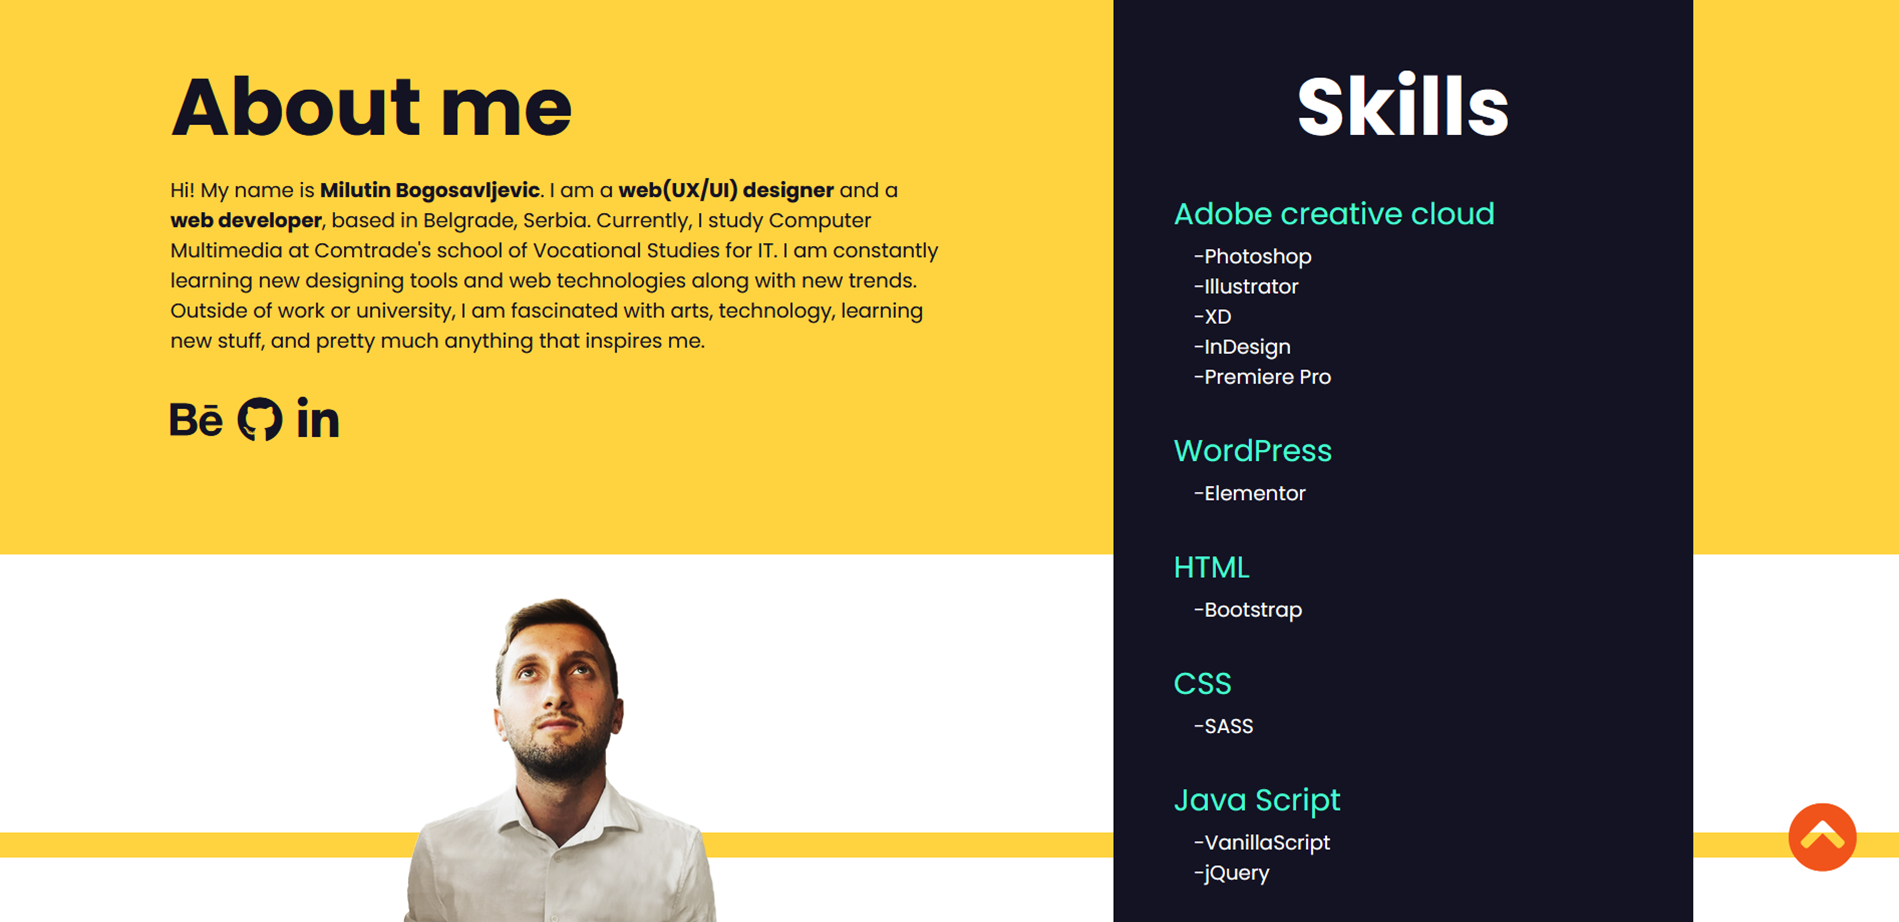 About me
Hi! My name is Milutin Bogosavljevic. I am a web(UX/UI) designer and a
web developer, based in Belgrade, Serbia. Currently, I study Computer
Multimedia at Comtrade's school of Vocational Studies for IT. I am constantly
learning new designing tools and web technologies along with new trends.
Outside of work or university, I am fascinated with arts, technology, learning
new stuff, and pretty much anything that inspires me.
Bē
in
Skills
Adobe creative cloud
-Photoshop
-Illustrator
-XD
-InDesign
-Premiere Pro
WordPress
-Elementor
HTML
-Bootstrap
CSS
-SASS
Java Script
-VanillaScript
-jQuery